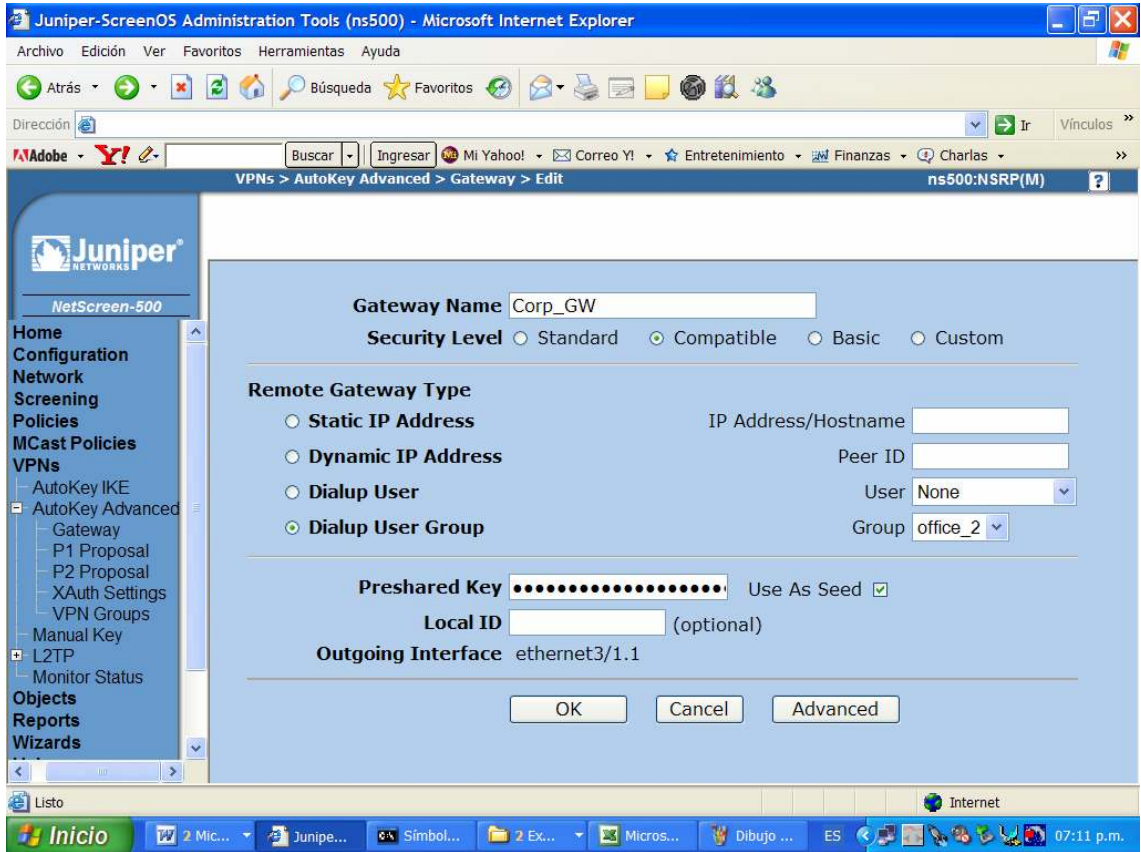 Juniper-ScreenOS Administration Tools (ns500) - Microsoft Internet Explorer
Archivo Edición Ver Favoritos Herramientas Ayuda
Atrás Búsqueda Favoritos
Dirección Ir Vínculos »
Adobe Y! Buscar Ingresar Mi Yahoo! Correo Y! Entretenimiento Finanzas Charlas »
VPNs > AutoKey Advanced > Gateway > Edit ns500:NSRP(M) ?
Juniper®
NETWORKS
NetScreen-500
Home
Configuration
Network
Screening
Policies
MCast Policies
VPNs
AutoKey IKE
AutoKey Advanced
Gateway
P1 Proposal
P2 Proposal
XAuth Settings
VPN Groups
Manual Key
L2TP
Monitor Status
Objects
Reports
Wizards
Gateway Name Corp_GW
Security Level Standard Compatible Basic Custom
Remote Gateway Type
Static IP Address IP Address/Hostname
Dynamic IP Address Peer ID
Dialup User User None
Dialup User Group Group office_2
Preshared Key •••••••••••••••••••• Use As Seed
Local ID (optional)
Outgoing Interface ethernet3/1.1
OK Cancel Advanced
Listo Internet
Inicio 2 Mic... Junipe... Símbol... 2 Ex... Micros... Dibujo ... ES 07:11 p.m.